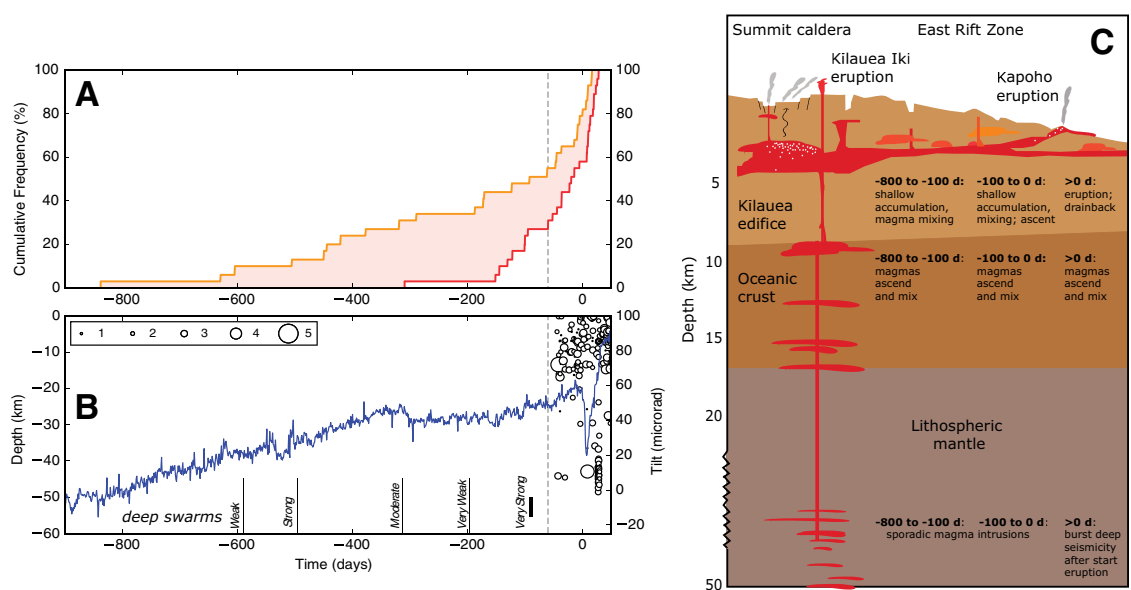 A
Cumulative Frequency (%)
100
80
60
40
20
0
100
80
60
40
20
0
−800
−600
−400
−200
0
B
1
2
3
4
5
Depth (km)
0
−10
−20
−30
−40
−50
−60
100
80
60
40
20
0
−20
Tilt (microrad)
deep swarms
Weak
Strong
Moderate
Very Weak
Very Strong
−800
−600
−400
−200
0
Time (days)
Summit caldera
East Rift Zone
C
Kilauea Iki
eruption
Kapoho
eruption
Depth (km)
5
10
15
20
50
Kilauea
edifice
-800 to -100 d:
shallow
accumulation,
magma mixing
-100 to 0 d:
shallow
accumulation,
mixing; ascent
>0 d:
eruption;
drainback
Oceanic
crust
-800 to -100 d:
magmas
ascend
and mix
-100 to 0 d:
magmas
ascend
and mix
>0 d:
magmas
ascend
and mix
Lithospheric
mantle
-800 to -100 d:
-100 to 0 d:
sporadic magma intrusions
>0 d:
burst deep
seismicity
after start
eruption